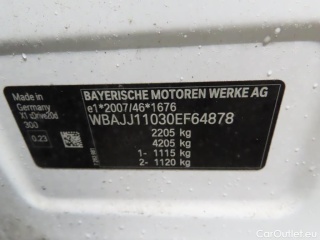 Made in
Germany
X1 sDrive20d
300
0.23
BAYERISCHE MOTOREN WERKE AG
e1*2007/46*1676
WBAJJ11030EF64878
2205 kg
4205 kg
1- 1115 kg
2- 1120 kg
CarOutlet.eu